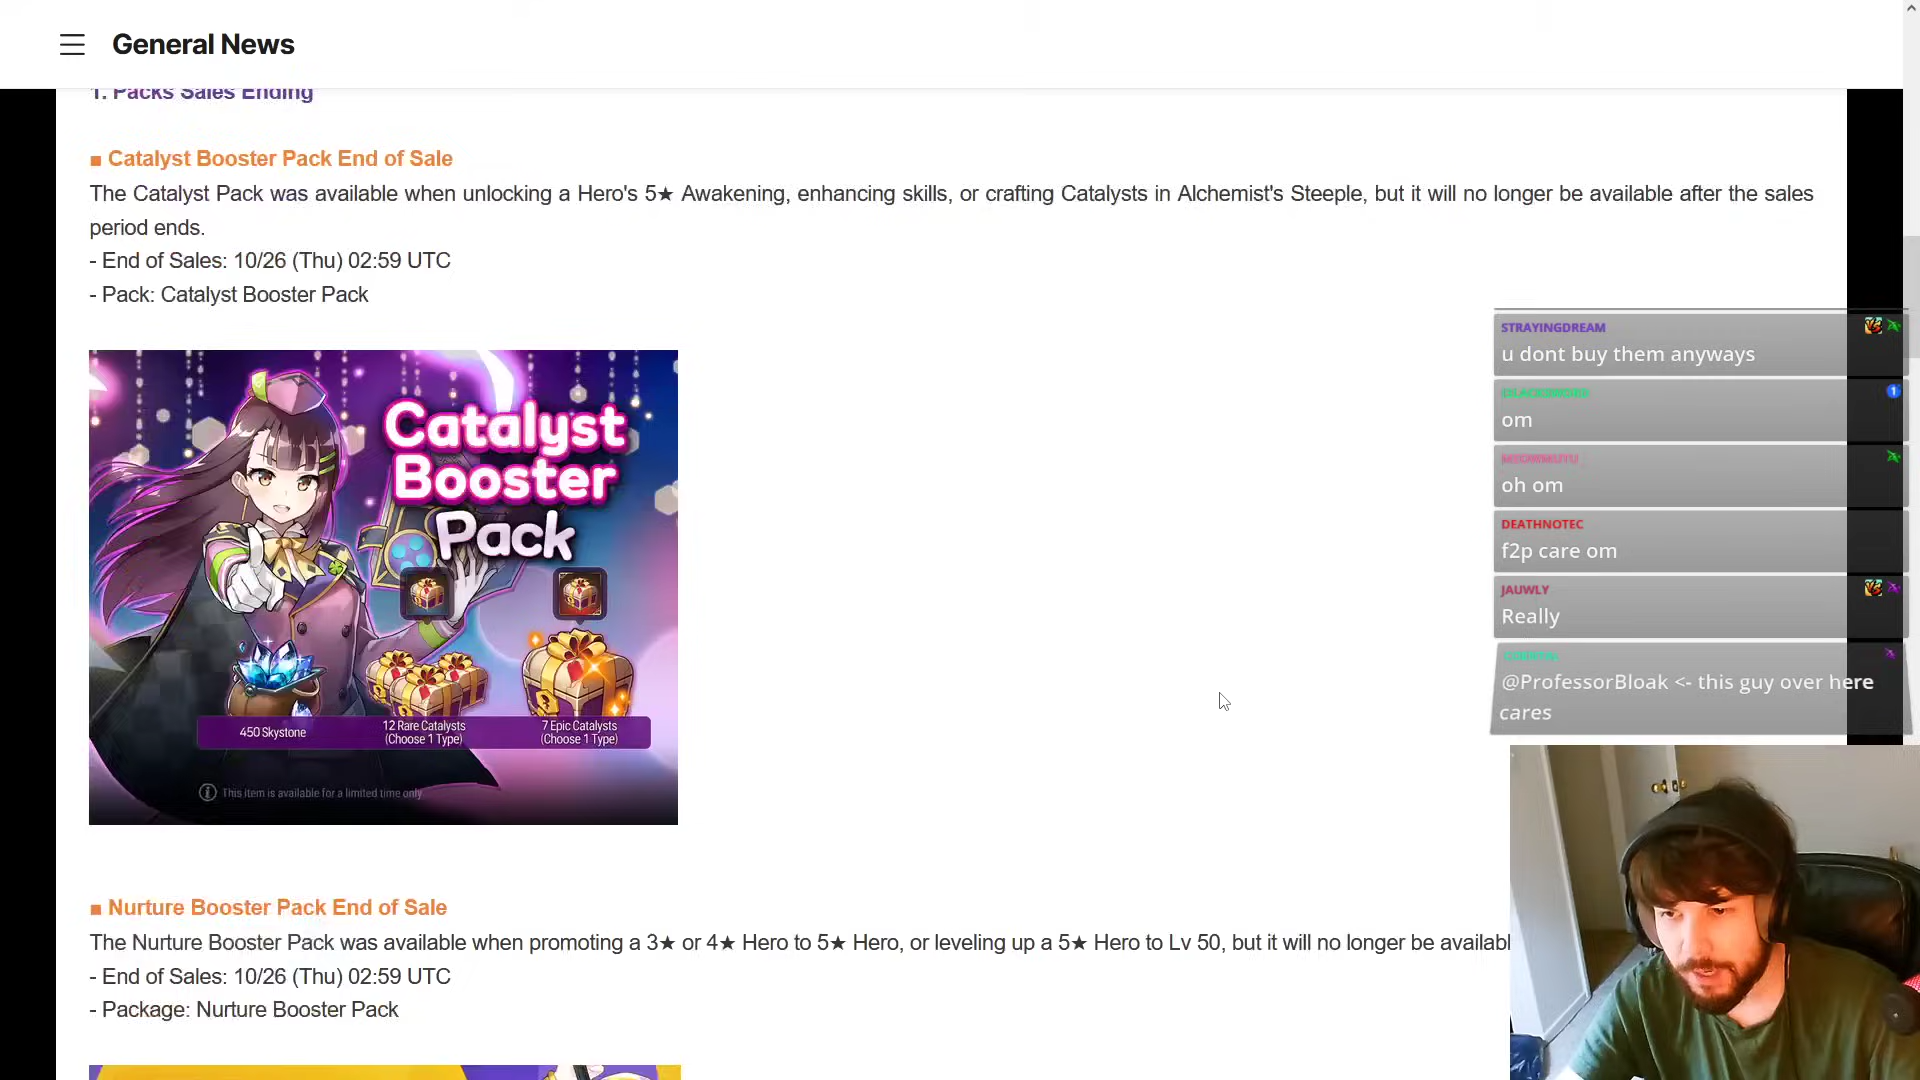 General News
1. Packs Sales Ending
■ Catalyst Booster Pack End of Sale
The Catalyst Pack was available when unlocking a Hero's 5★ Awakening, enhancing skills, or crafting Catalysts in Alchemist's Steeple, but it will no longer be available after the sales
period ends.
- End of Sales: 10/26 (Thu) 02:59 UTC
- Pack: Catalyst Booster Pack
Catalyst
Booster
Pack
450 Skystone
12 Rare Catalysts
(Choose 1 Type)
7 Epic Catalysts
(Choose 1 Type)
This item is available for a limited time only.
■ Nurture Booster Pack End of Sale
The Nurture Booster Pack was available when promoting a 3★ or 4★ Hero to 5★ Hero, or leveling up a 5★ Hero to Lv 50, but it will no longer be availabl
- End of Sales: 10/26 (Thu) 02:59 UTC
- Package: Nurture Booster Pack
STRAYINGDREAM
u dont buy them anyways
om
oh om
DEATHNOTEC
f2p care om
JAUWLY
Really
@ProfessorBloak <- this guy over here
cares